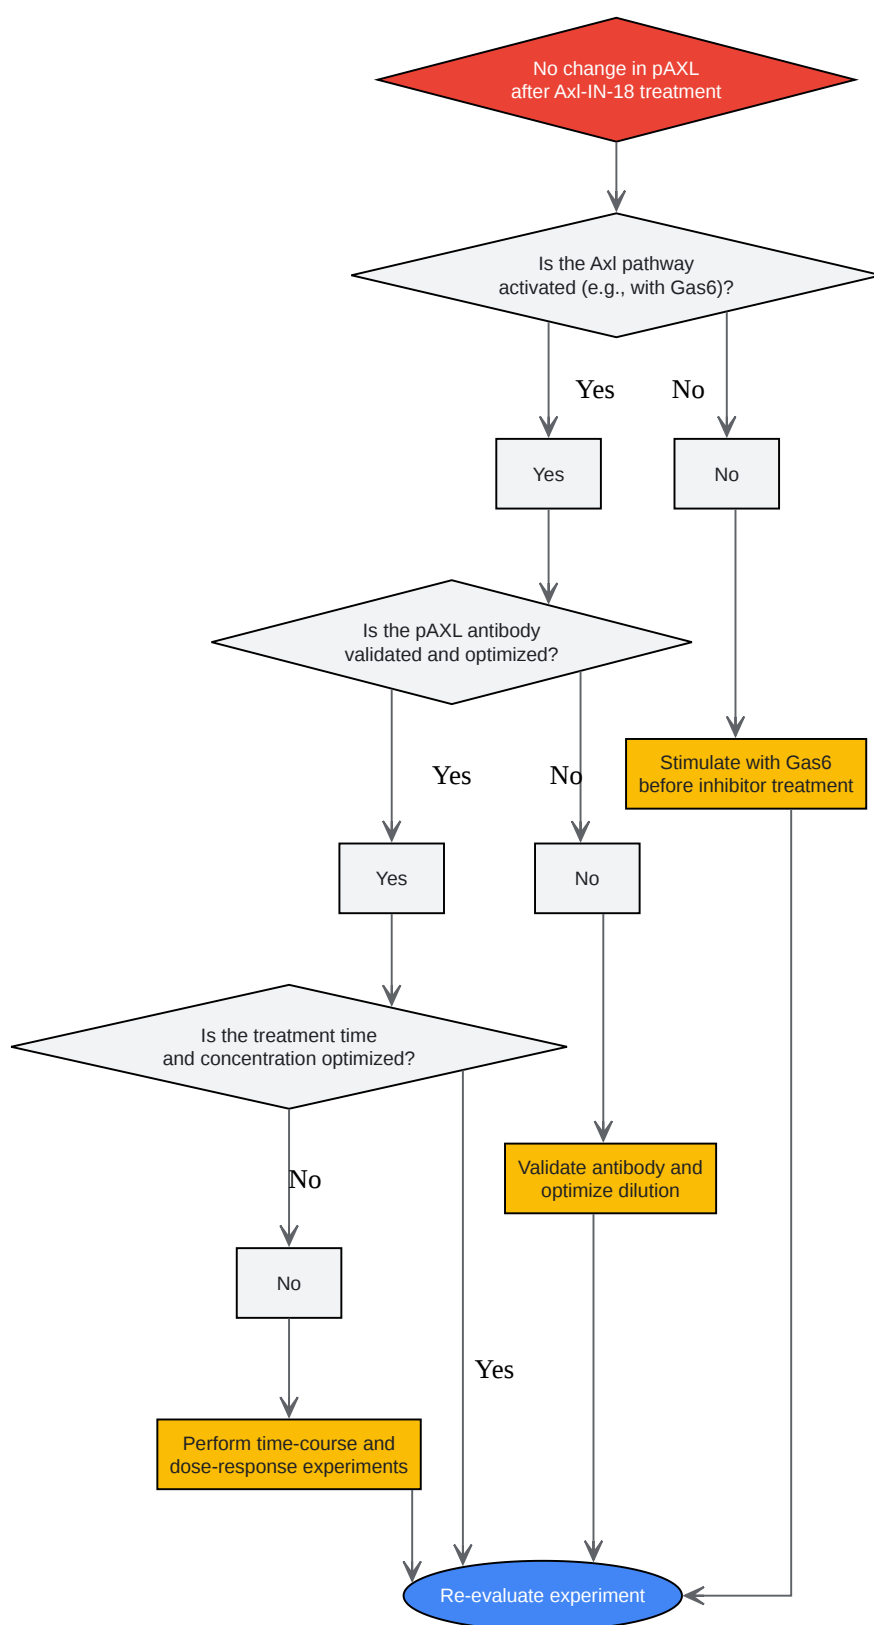 No change in pAXL
after Axl-IN-18 treatment
Is the Axl pathway
activated (e.g., with Gas6)?
Yes
No
Yes
No
Is the pAXL antibody
validated and optimized?
Stimulate with Gas6
before inhibitor treatment
Yes
No
Yes
No
Is the treatment time
and concentration optimized?
Validate antibody and
optimize dilution
No
No
Yes
Perform time-course and
dose-response experiments
Re-evaluate experiment